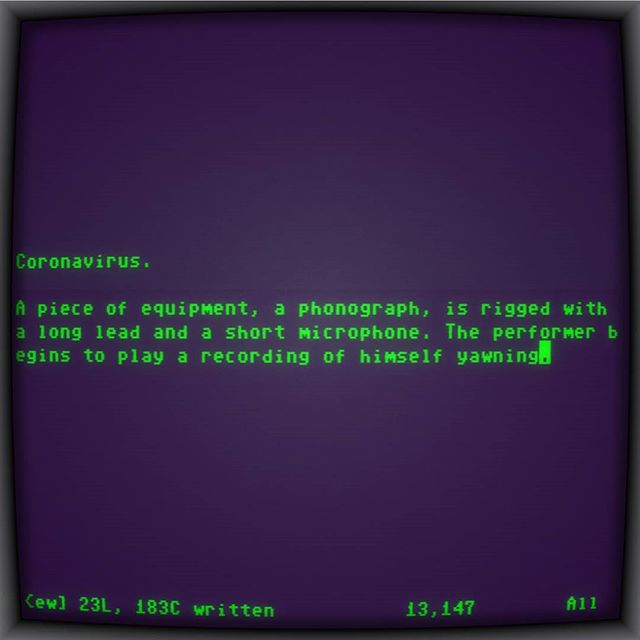 Coronavirus.
A piece of equipment, a phonograph, is rigged with
a long lead and a short microphone. The performer b
egins to play a recording of himself yawning.
[ew] 23L, 183C written 13,147 All